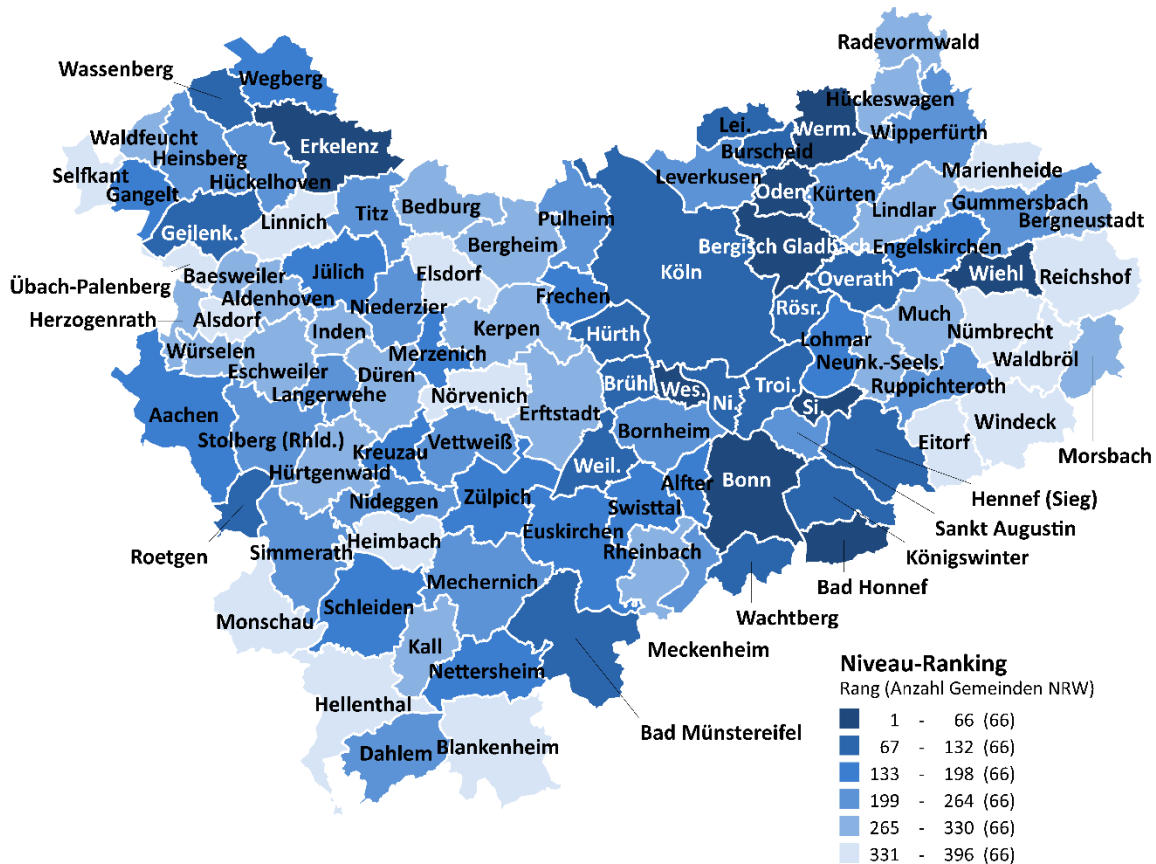 Radevormwald
Wassenberg
Wegberg
Hückeswagen
Lei.
Werm.
Wipperfürth
Burscheid
Waldfeucht
Erkelenz
Heinsberg
Marienheide
Selfkant
Leverkusen
Hückelhoven
Gangelt
Oden.
Kürten
Gummersbach
Bedburg
Titz
Lindlar
Linnich
Pulheim
Bergneustadt
Geilenk.
Bergheim
Bergisch Gladbach
Engelskirchen
Baesweiler
Jülich
Elsdorf
Köln
Overath
Wiehl
Reichshof
Übach-Palenberg
Aldenhoven
Frechen
Niederzier
Rösr.
Much
Herzogenrath
Alsdorf
Inden
Kerpen
Hürth
Lohmar
Nümbrecht
Würselen
Merzenich
Neunk.-Seels.
Waldbröl
Eschweiler
Düren
Langerwehe
Nörvenich
Brühl
Wes.
Ni.
Troi.
Ruppichteroth
Si
Aachen
Erftstadt
Bornheim
Windeck
Stolberg (Rhld.)
Vettweiß
Eitorf
Kreuzau
Morsbach
Hürtgenwald
Weil.
Bonn
Alfter
Nideggen
Zülpich
Hennef (Sieg)
Swisttal
Euskirchen
Sankt Augustin
Roetgen
Heimbach
Simmerath
Rheinbach
Königswinter
Mechernich
Bad Honnef
Schleiden
Monschau
Wachtberg
Kall
Meckenheim
Nettersheim
Hellenthal
Bad Münstereifel
Dahlem
Blankenheim
Niveau-Ranking
Rang (Anzahl Gemeinden NRW)
1 - 66 (66)
67 - 132 (66)
133 - 198 (66)
199 - 264 (66)
265 - 330 (66)
331 - 396 (66)